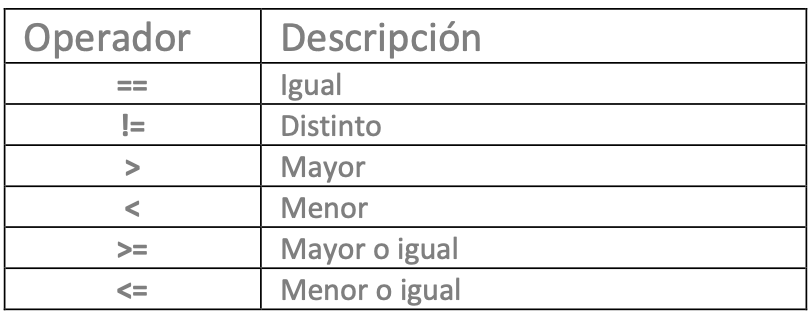 Operador Descripción
== Igual
!= Distinto
> Mayor
< Menor
>= Mayor o igual
<= Menor o igual